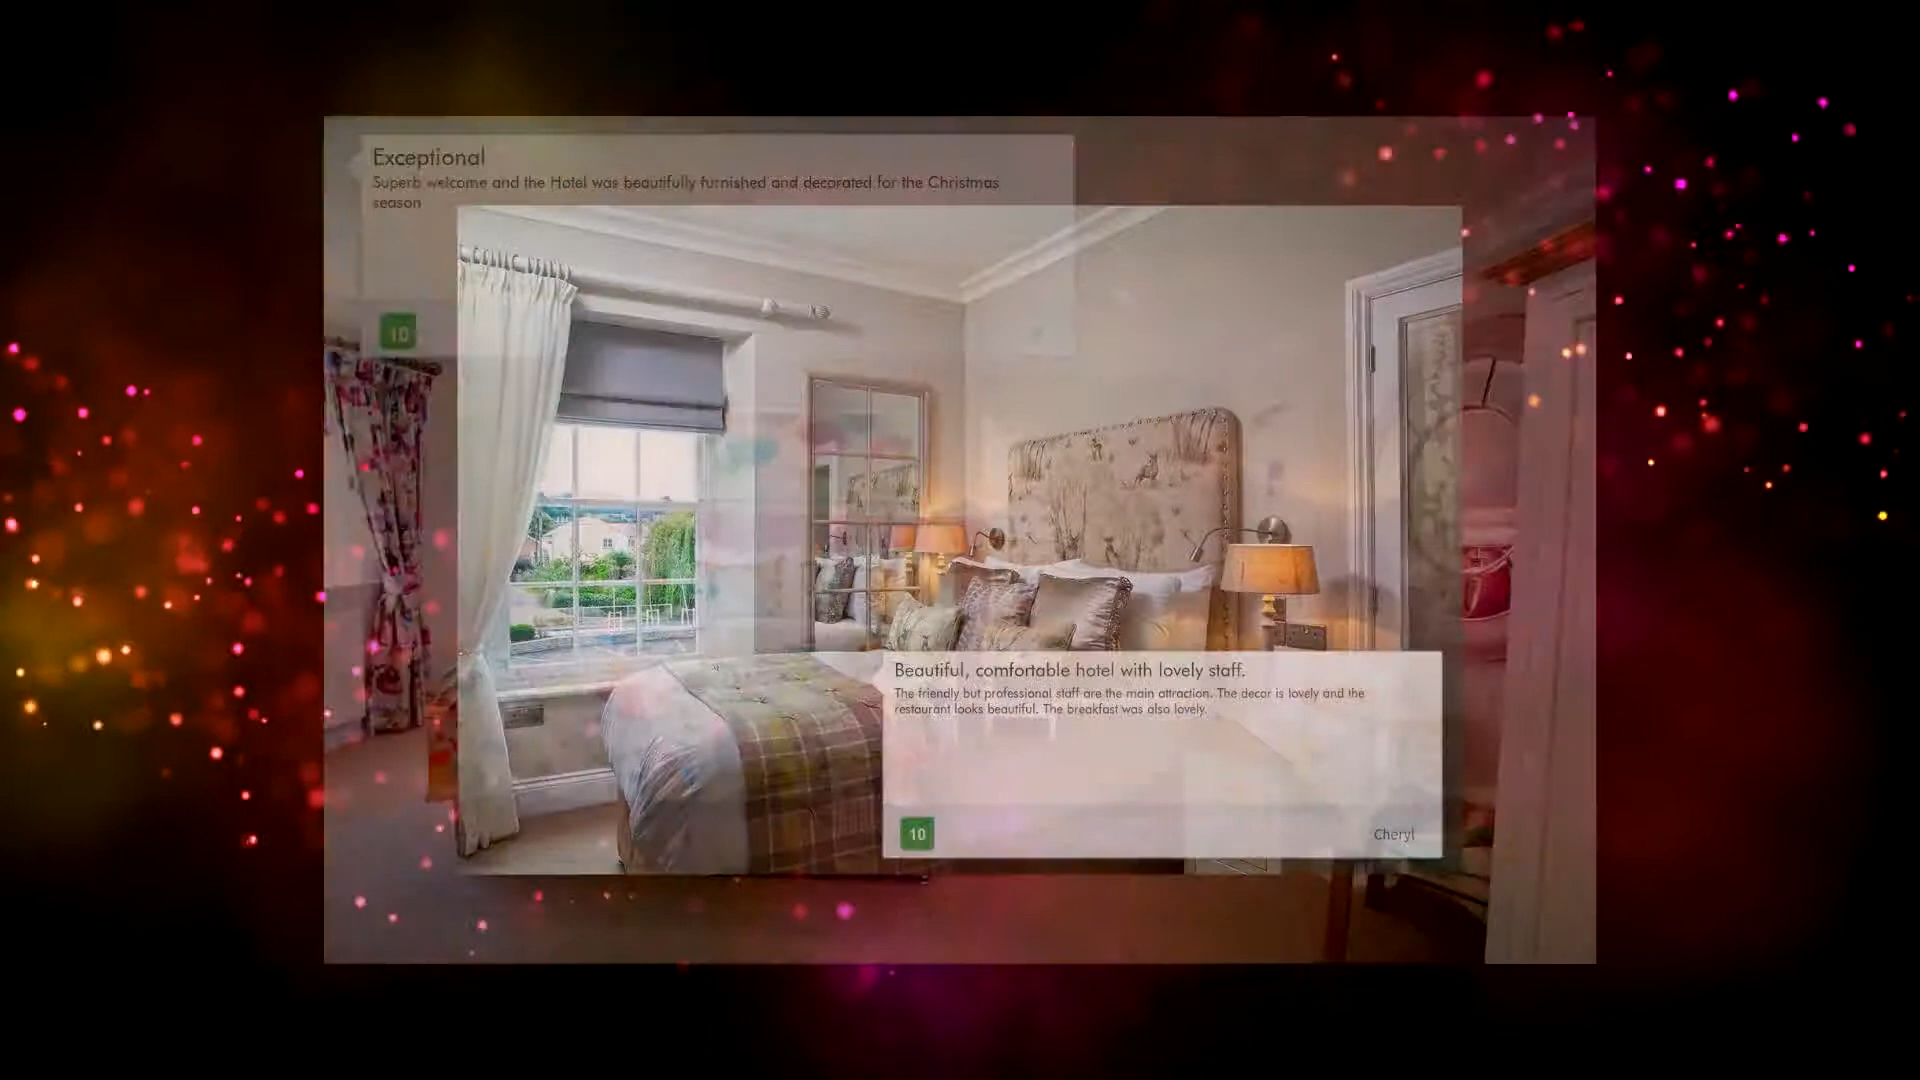 Exceptional
Superb welcome and the Hotel was beautifully furnished and decorated for the Christmas
season
10
Beautiful, comfortable hotel with lovely staff.
The friendly but professional staff are the main attraction. The decor is lovely and the
restaurant looks beautiful. The breakfast was also lovely.
10
Cheryl